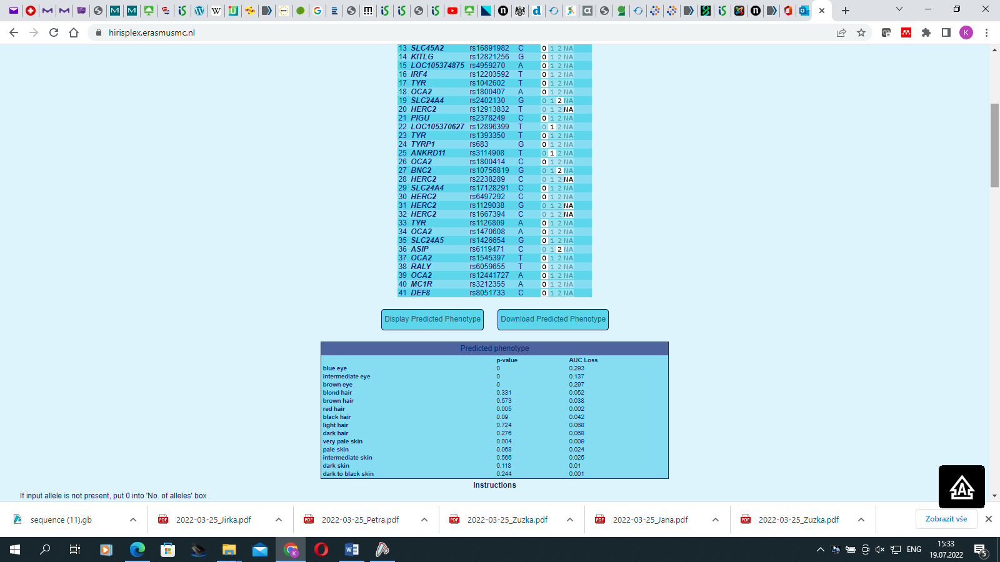 hirisplex.erasmusmc.nl
K
13 SLC45A2 rs16891982 C 0 1 2 NA
14 KITLG rs12821256 G 0 1 2 NA
15 LOC105374875 rs4959270 A 0 1 2 NA
16 IRF4 rs12203592 T 0 1 2 NA
17 TYR rs1042602 T 0 1 2 NA
18 OCA2 rs1800407 A 0 1 2 NA
19 SLC24A4 rs2402130 G 0 1 2 NA
20 HERC2 rs12913832 T 0 1 2 NA
21 PIGU rs2378249 C 0 1 2 NA
22 LOC105370627 rs12896399 T 0 1 2 NA
23 TYR rs1393350 T 0 1 2 NA
24 TYRP1 rs683 G 0 1 2 NA
25 ANKRD11 rs3114908 T 0 1 2 NA
26 OCA2 rs1800414 C 0 1 2 NA
27 BNC2 rs10756819 G 0 1 2 NA
28 HERC2 rs2238289 C 0 1 2 NA
29 SLC24A4 rs17128291 C 0 1 2 NA
30 HERC2 rs6497292 C 0 1 2 NA
31 HERC2 rs1129038 G 0 1 2 NA
32 HERC2 rs1667394 C 0 1 2 NA
33 TYR rs1126809 A 0 1 2 NA
34 OCA2 rs1470608 A 0 1 2 NA
35 SLC24A5 rs1426654 G 0 1 2 NA
36 ASIP rs6119471 C 0 1 2 NA
37 OCA2 rs1545397 T 0 1 2 NA
38 RALY rs6059655 T 0 1 2 NA
39 OCA2 rs12441727 A 0 1 2 NA
40 MC1R rs3212355 A 0 1 2 NA
41 DEF8 rs8051733 C 0 1 2 NA
Display Predicted Phenotype Download Predicted Phenotype
Predicted phenotype
p-value AUC Loss
blue eye 0 0.293
intermediate eye 0 0.137
brown eye 0 0.297
blond hair 0.331 0.052
brown hair 0.573 0.038
red hair 0.005 0.002
black hair 0.09 0.042
light hair 0.724 0.068
dark hair 0.276 0.068
very pale skin 0.004 0.009
pale skin 0.068 0.024
intermediate skin 0.566 0.025
dark skin 0.118 0.01
dark to black skin 0.244 0.001
Instructions
If input allele is not present, put 0 into 'No. of alleles' box
sequence (11).gb 2022-03-25_Jirka.pdf 2022-03-25_Petra.pdf 2022-03-25_Zuzka.pdf 2022-03-25_Jana.pdf 2022-03-25_Zuzka.pdf Zobrazit vše
ENG
15:33
19.07.2022
5